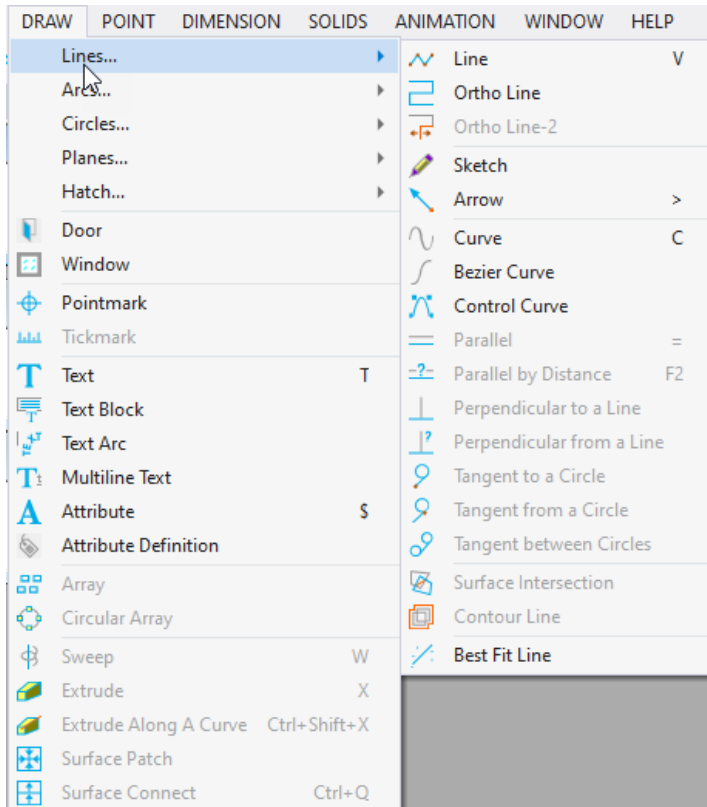 DRAW POINT DIMENSION SOLIDS ANIMATION WINDOW HELP
Lines...
Arcs...
Circles...
Planes...
Hatch...
Door
Window
Pointmark
Tickmark
Text T
Text Block
Text Arc
Multiline Text
Attribute $
Attribute Definition
Array
Circular Array
Sweep W
Extrude X
Extrude Along A Curve Ctrl+Shift+X
Surface Patch
Surface Connect Ctrl+Q
Line V
Ortho Line
Ortho Line-2
Sketch
Arrow >
Curve C
Bezier Curve
Control Curve
Parallel =
Parallel by Distance F2
Perpendicular to a Line
Perpendicular from a Line
Tangent to a Circle
Tangent from a Circle
Tangent between Circles
Surface Intersection
Contour Line
Best Fit Line